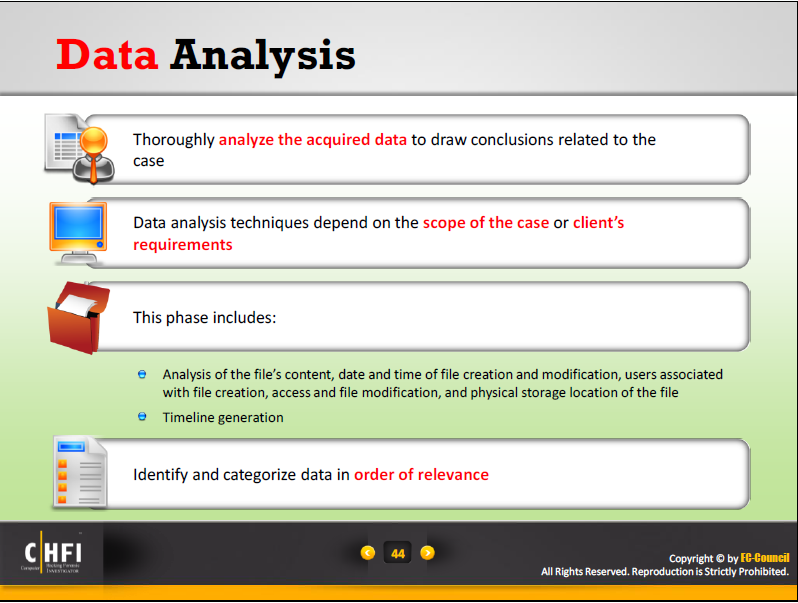 Data Analysis
Thoroughly analyze the acquired data to draw conclusions related to the
case
Data analysis techniques depend on the scope of the case or client’s
requirements
This phase includes:
Analysis of the file’s content, date and time of file creation and modification, users associated
with file creation, access and file modification, and physical storage location of the file
Timeline generation
Identify and categorize data in order of relevance
CHFI
Computer Hacking Forensic
INVESTIGATOR
44
Copyright © by EC-Council
All Rights Reserved. Reproduction is Strictly Prohibited.